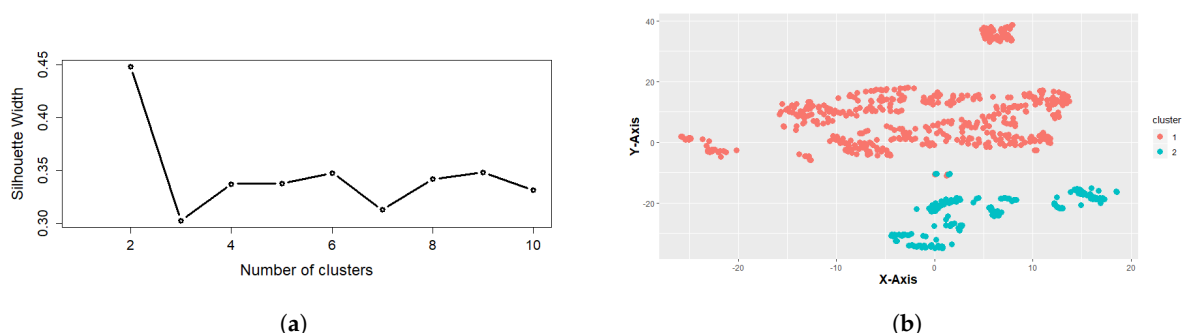 Silhouette Width
0.45
0.40
0.35
0.30
2
4
6
8
10
Number of clusters
(a)
Y-Axis
40
20
0
-20
-20
-10
0
10
20
X-Axis
cluster
1
2
(b)